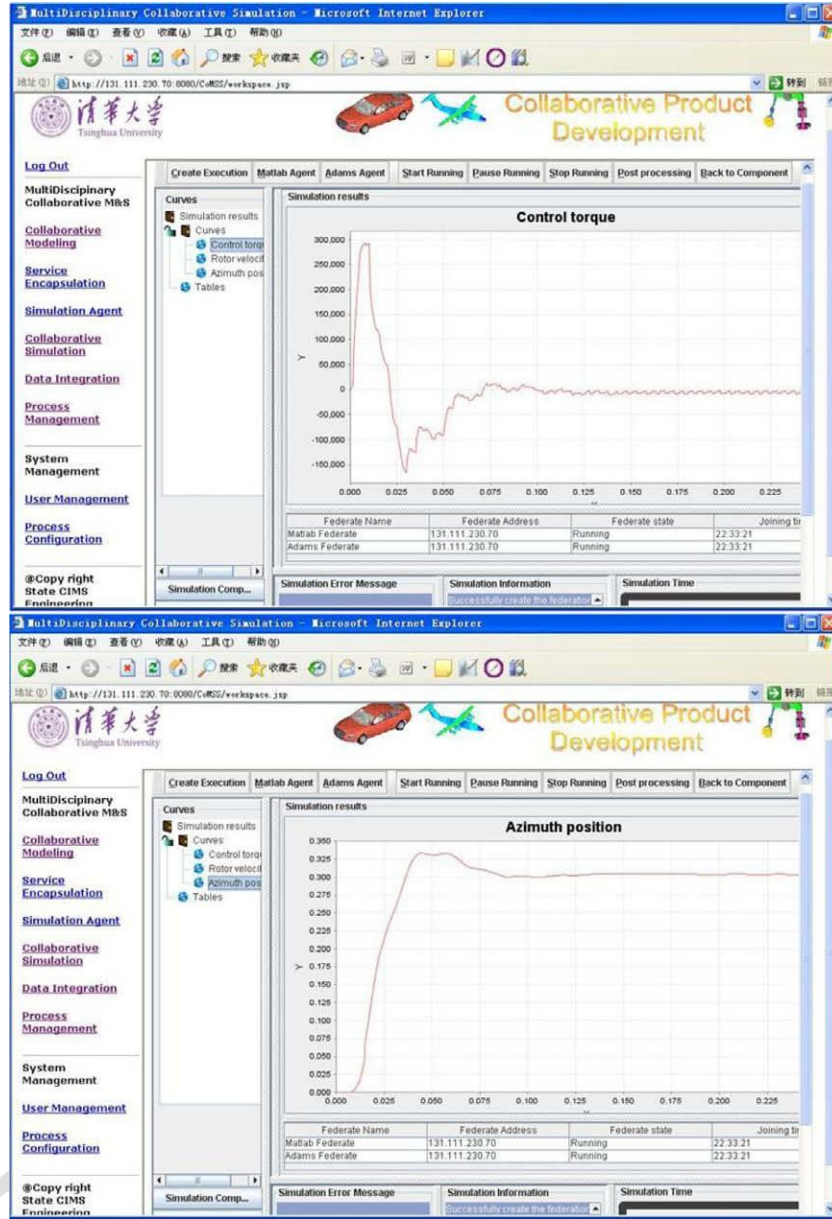 MultiDisciplinary Collaborative Simulation - Microsoft Internet Explorer
文件(F) 编辑(E) 查看(V) 收藏(A) 工具(T) 帮助(H)
后退 搜索 收藏夹
地址(D) http://131.111.230.70:8080/CoMSS/workspace.jsp 转到 链接
清华大学
Tsinghua University
Collaborative Product
Development
Log Out
Create Execution Matlab Agent Adams Agent Start Running Pause Running Stop Running Post processing Back to Component
MultiDiscipinary
Collaborative M&S
Collaborative
Modeling
Service
Encapsulation
Simulation Agent
Collaborative
Simulation
Data Integration
Process
Management
System
Management
User Management
Process
Configuration
@Copy right
State CIMS
Engineering
Curves
Simulation results
Curves
Control torqu
Rotor velocit
Azimuth pos
Tables
Simulation Comp...
Simulation results
Control torque
300,000
250,000
200,000
150,000
100,000
50,000
0
-50,000
-100,000
-150,000
Y
0.000 0.025 0.050 0.075 0.100 0.125 0.150 0.175 0.200 0.225
Federate Name Federate Address Federate state Joining tir
Matlab Federate 131.111.230.70 Running 22:33:21
Adams Federate 131.111.230.70 Running 22:33:21
Simulation Error Message Simulation Information Simulation Time
Successfully create the federation
MultiDisciplinary Collaborative Simulation - Microsoft Internet Explorer
文件(F) 编辑(E) 查看(V) 收藏(A) 工具(T) 帮助(H)
后退 搜索 收藏夹
地址(D) http://131.111.230.70:8080/CoMSS/workspace.jsp 转到 链接
清华大学
Tsinghua University
Collaborative Product
Development
Log Out
Create Execution Matlab Agent Adams Agent Start Running Pause Running Stop Running Post processing Back to Component
MultiDiscipinary
Collaborative M&S
Collaborative
Modeling
Service
Encapsulation
Simulation Agent
Collaborative
Simulation
Data Integration
Process
Management
System
Management
User Management
Process
Configuration
@Copy right
State CIMS
Engineering
Curves
Simulation results
Curves
Control torqu
Rotor velocit
Azimuth pos
Tables
Simulation Comp...
Simulation results
Azimuth position
0.350
0.325
0.300
0.275
0.250
0.225
0.200
0.175
0.150
0.125
0.100
0.075
0.050
0.025
0.000
Y
0.000 0.025 0.050 0.075 0.100 0.125 0.150 0.175 0.200 0.225
Federate Name Federate Address Federate state Joining tir
Matlab Federate 131.111.230.70 Running 22:33:21
Adams Federate 131.111.230.70 Running 22:33:21
Simulation Error Message Simulation Information Simulation Time
Successfully create the federation